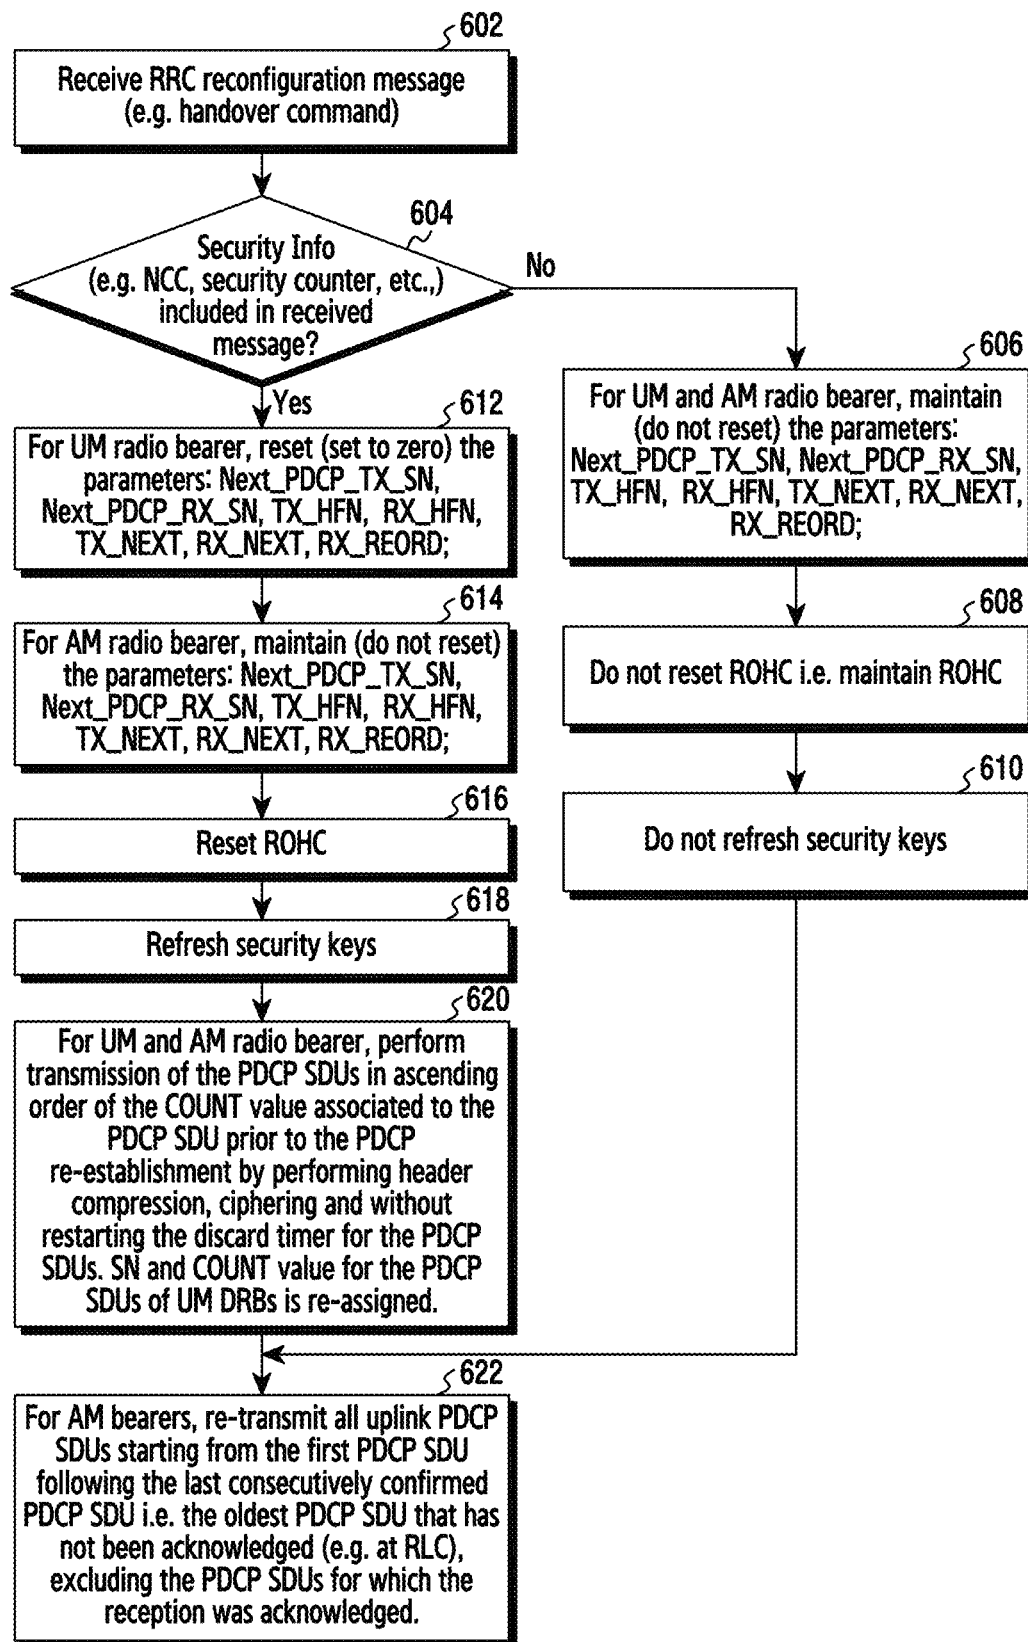 602
Receive RRC reconfiguration message
(e.g. handover command)
604
Security Info
(e.g. NCC, security counter, etc.,)
included in received
message?
No
Yes
606
For UM and AM radio bearer, maintain
(do not reset) the parameters:
Next_PDCP_TX_SN, Next_PDCP_RX_SN,
TX_HFN, RX_HFN, TX_NEXT, RX_NEXT,
RX_REORD;
608
Do not reset ROHC i.e. maintain ROHC
610
Do not refresh security keys
612
For UM radio bearer, reset (set to zero) the
parameters: Next_PDCP_TX_SN,
Next_PDCP_RX_SN, TX_HFN, RX_HFN,
TX_NEXT, RX_NEXT, RX_REORD;
614
For AM radio bearer, maintain (do not reset)
the parameters: Next_PDCP_TX_SN,
Next_PDCP_RX_SN, TX_HFN, RX_HFN,
TX_NEXT, RX_NEXT, RX_REORD;
616
Reset ROHC
618
Refresh security keys
620
For UM and AM radio bearer, perform
transmission of the PDCP SDUs in ascending
order of the COUNT value associated to the
PDCP SDU prior to the PDCP
re-establishment by performing header
compression, ciphering and without
restarting the discard timer for the PDCP
SDUs. SN and COUNT value for the PDCP
SDUs of UM DRBs is re-assigned.
622
For AM bearers, re-transmit all uplink PDCP
SDUs starting from the first PDCP SDU
following the last consecutively confirmed
PDCP SDU i.e. the oldest PDCP SDU that has
not been acknowledged (e.g. at RLC),
excluding the PDCP SDUs for which the
reception was acknowledged.